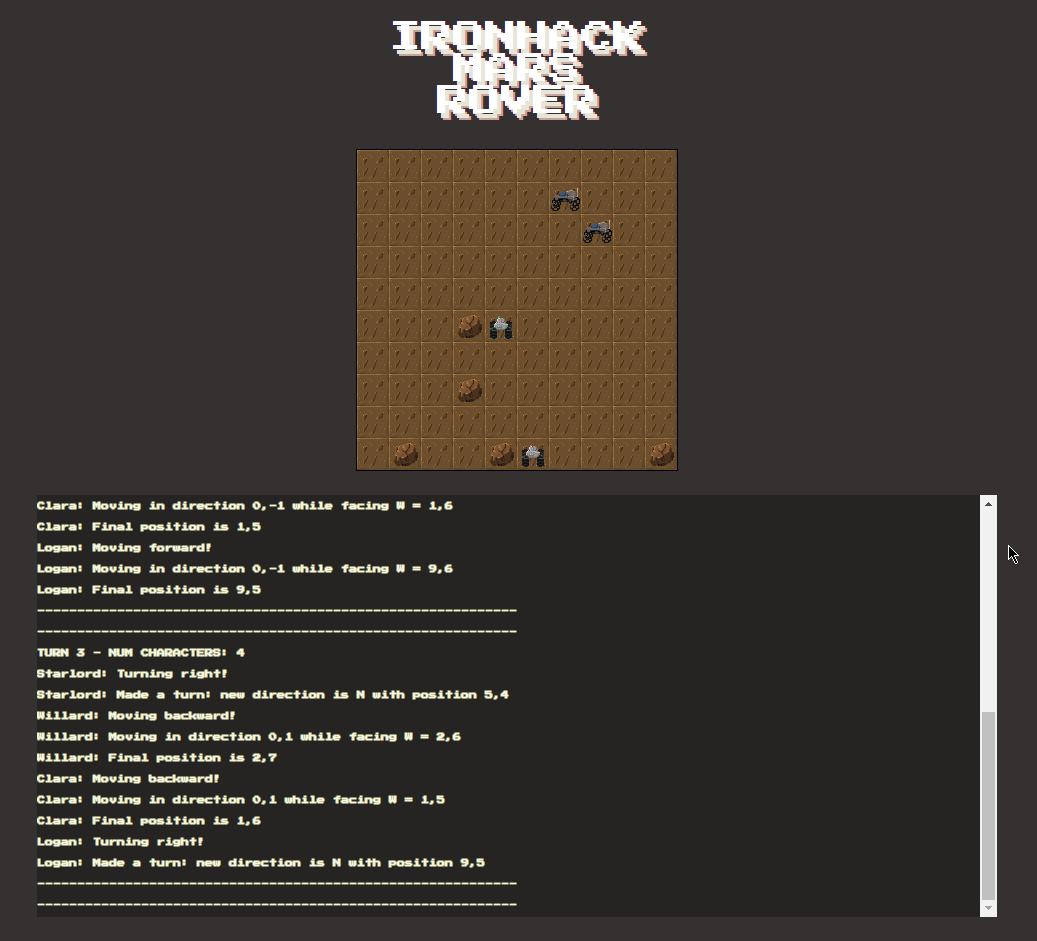 IRONHACK
MARS
ROVER
Clara: Moving in direction 0,-1 while facing W = 1,6
Clara: Final position is 1,5
Logan: Moving forward!
Logan: Moving in direction 0,-1 while facing W = 9,6
Logan: Final position is 9,5
------------------------------------------------------------
------------------------------------------------------------
TURN 3 - NUM CHARACTERS: 4
Starlord: Turning right!
Starlord: Made a turn: new direction is N with position 5,4
Willard: Moving backward!
Willard: Moving in direction 0,1 while facing W = 2,6
Willard: Final position is 2,7
Clara: Moving backward!
Clara: Moving in direction 0,1 while facing W = 1,5
Clara: Final position is 1,6
Logan: Turning right!
Logan: Made a turn: new direction is N with position 9,5
------------------------------------------------------------
------------------------------------------------------------